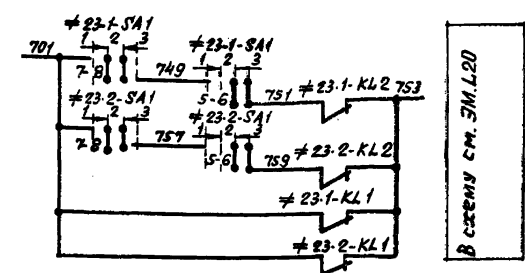 ≠23-1-SA1
1 2 3
701
7-8
749
≠23-1-SA1
1 2 3
5-6
751
≠23.1-KL2
753
≠23.2-SA1
1 2 3
7-8
757
≠23.2-SA1
1 2 3
5-6
759
≠23.2-KL2
≠23.1-KL1
≠23.2-KL1
В схему см. ЭМ.L20